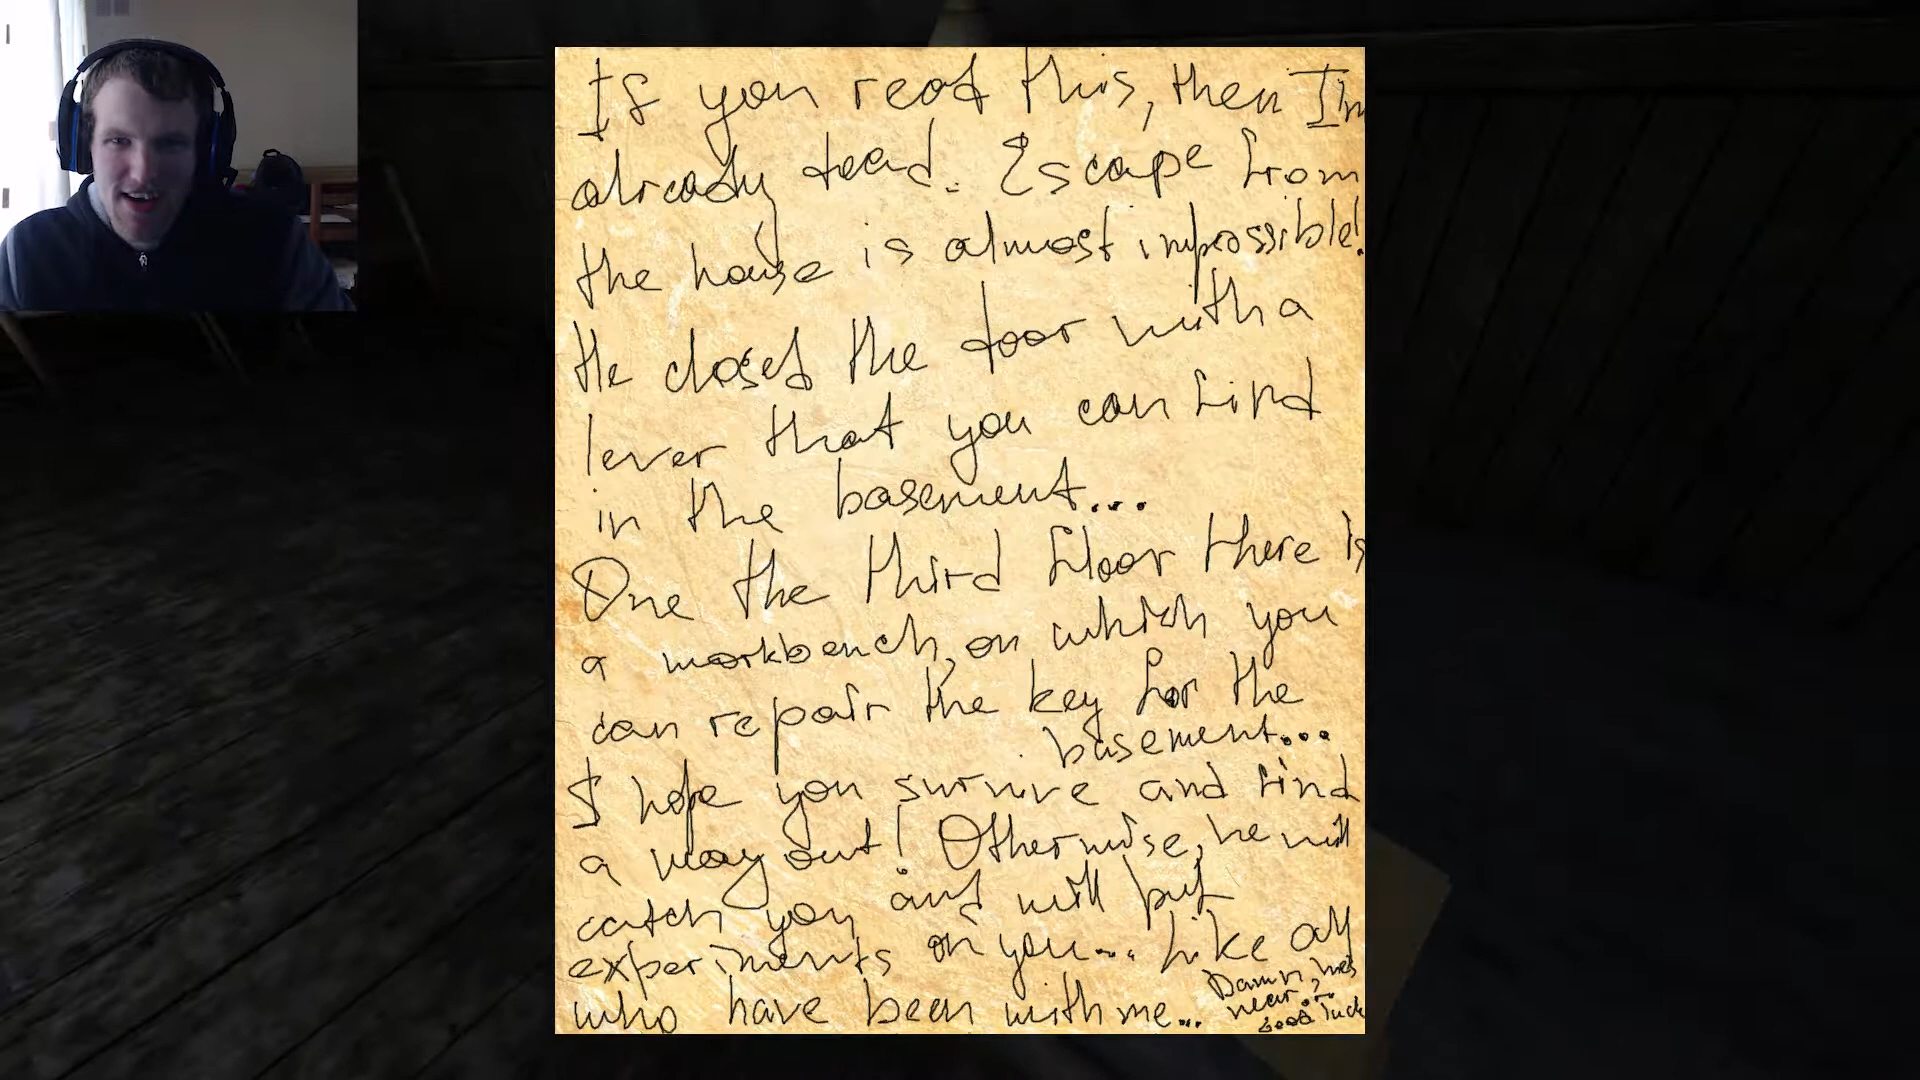 If you read this, then I'm
already dead. Escape from
the house is almost impossible!
He closed the door with a
lever that you can find
in the basement...
One the third floor there is
a workbench, on which you
can repair the key for the
basement...
I hope you survive and find
a way out! Otherwise, he will
catch you and will put
experiments on you... Like all
who have been with me...
Damn, he's
near...
Good luck